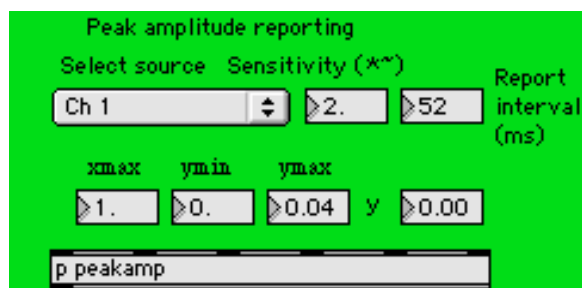 Peak amplitude reporting
Select source Sensitivity (*~)
Ch 1 2. 52 Report interval (ms)
xmax ymin ymax
1. 0. 0.04 y 0.00
p peakamp